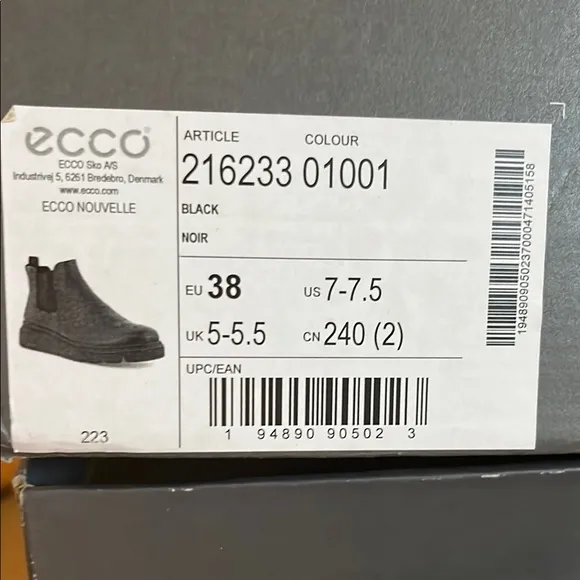 ecco
ECCO Sko A/S
Industrivej 5, 6261 Bredebro, Denmark
www.ecco.com
ECCO NOUVELLE
223
ARTICLE COLOUR
216233 01001
BLACK
NOIR
EU 38 US 7-7.5
UK 5-5.5 CN 240 (2)
UPC/EAN
1 94890 90502 3
194890905023700047140515​8